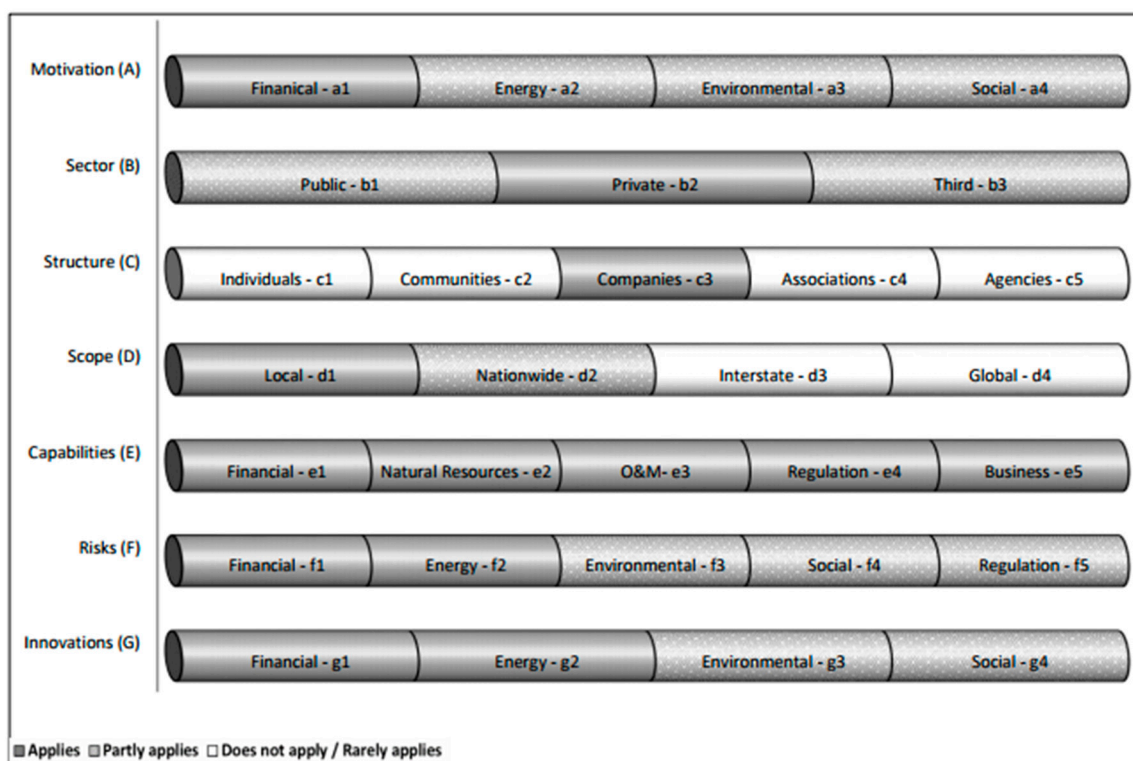 Motivation (A)
Finanical - a1
Energy - a2
Environmental - a3
Social - a4
Sector (B)
Public - b1
Private - b2
Third - b3
Structure (C)
Individuals - c1
Communities - c2
Companies - c3
Associations - c4
Agencies - c5
Scope (D)
Local - d1
Nationwide - d2
Interstate - d3
Global - d4
Capabilities (E)
Financial - e1
Natural Resources - e2
O&M- e3
Regulation - e4
Business - e5
Risks (F)
Financial - f1
Energy - f2
Environmental - f3
Social - f4
Regulation - f5
Innovations (G)
Financial - g1
Energy - g2
Environmental - g3
Social - g4
Applies
Partly applies
Does not apply / Rarely applies